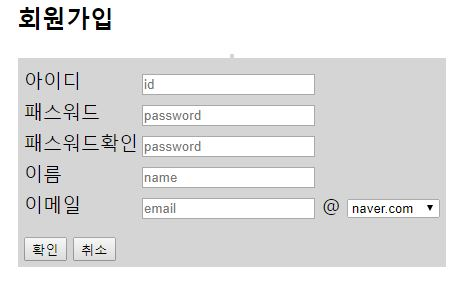 회원가입
아이디 id
패스워드 password
패스워드확인 password
이름 name
이메일 email @ naver.com
확인 취소